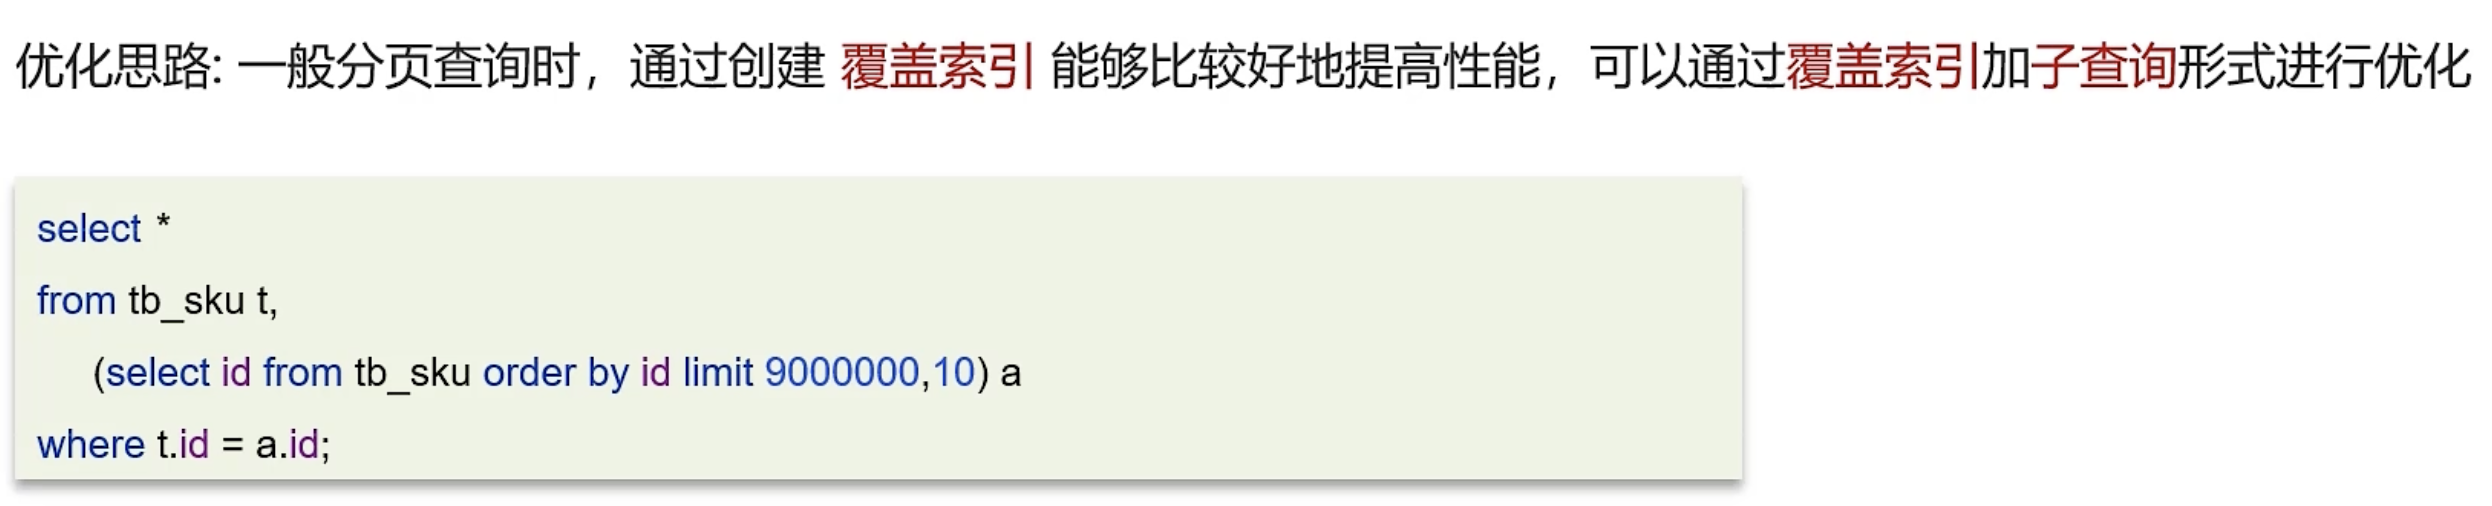 优化思路: 一般分页查询时，通过创建 覆盖索引 能够比较好地提高性能，可以通过覆盖索引加子查询形式进行优化
select *
from tb_sku t,
(select id from tb_sku order by id limit 9000000,10) a
where t.id = a.id;